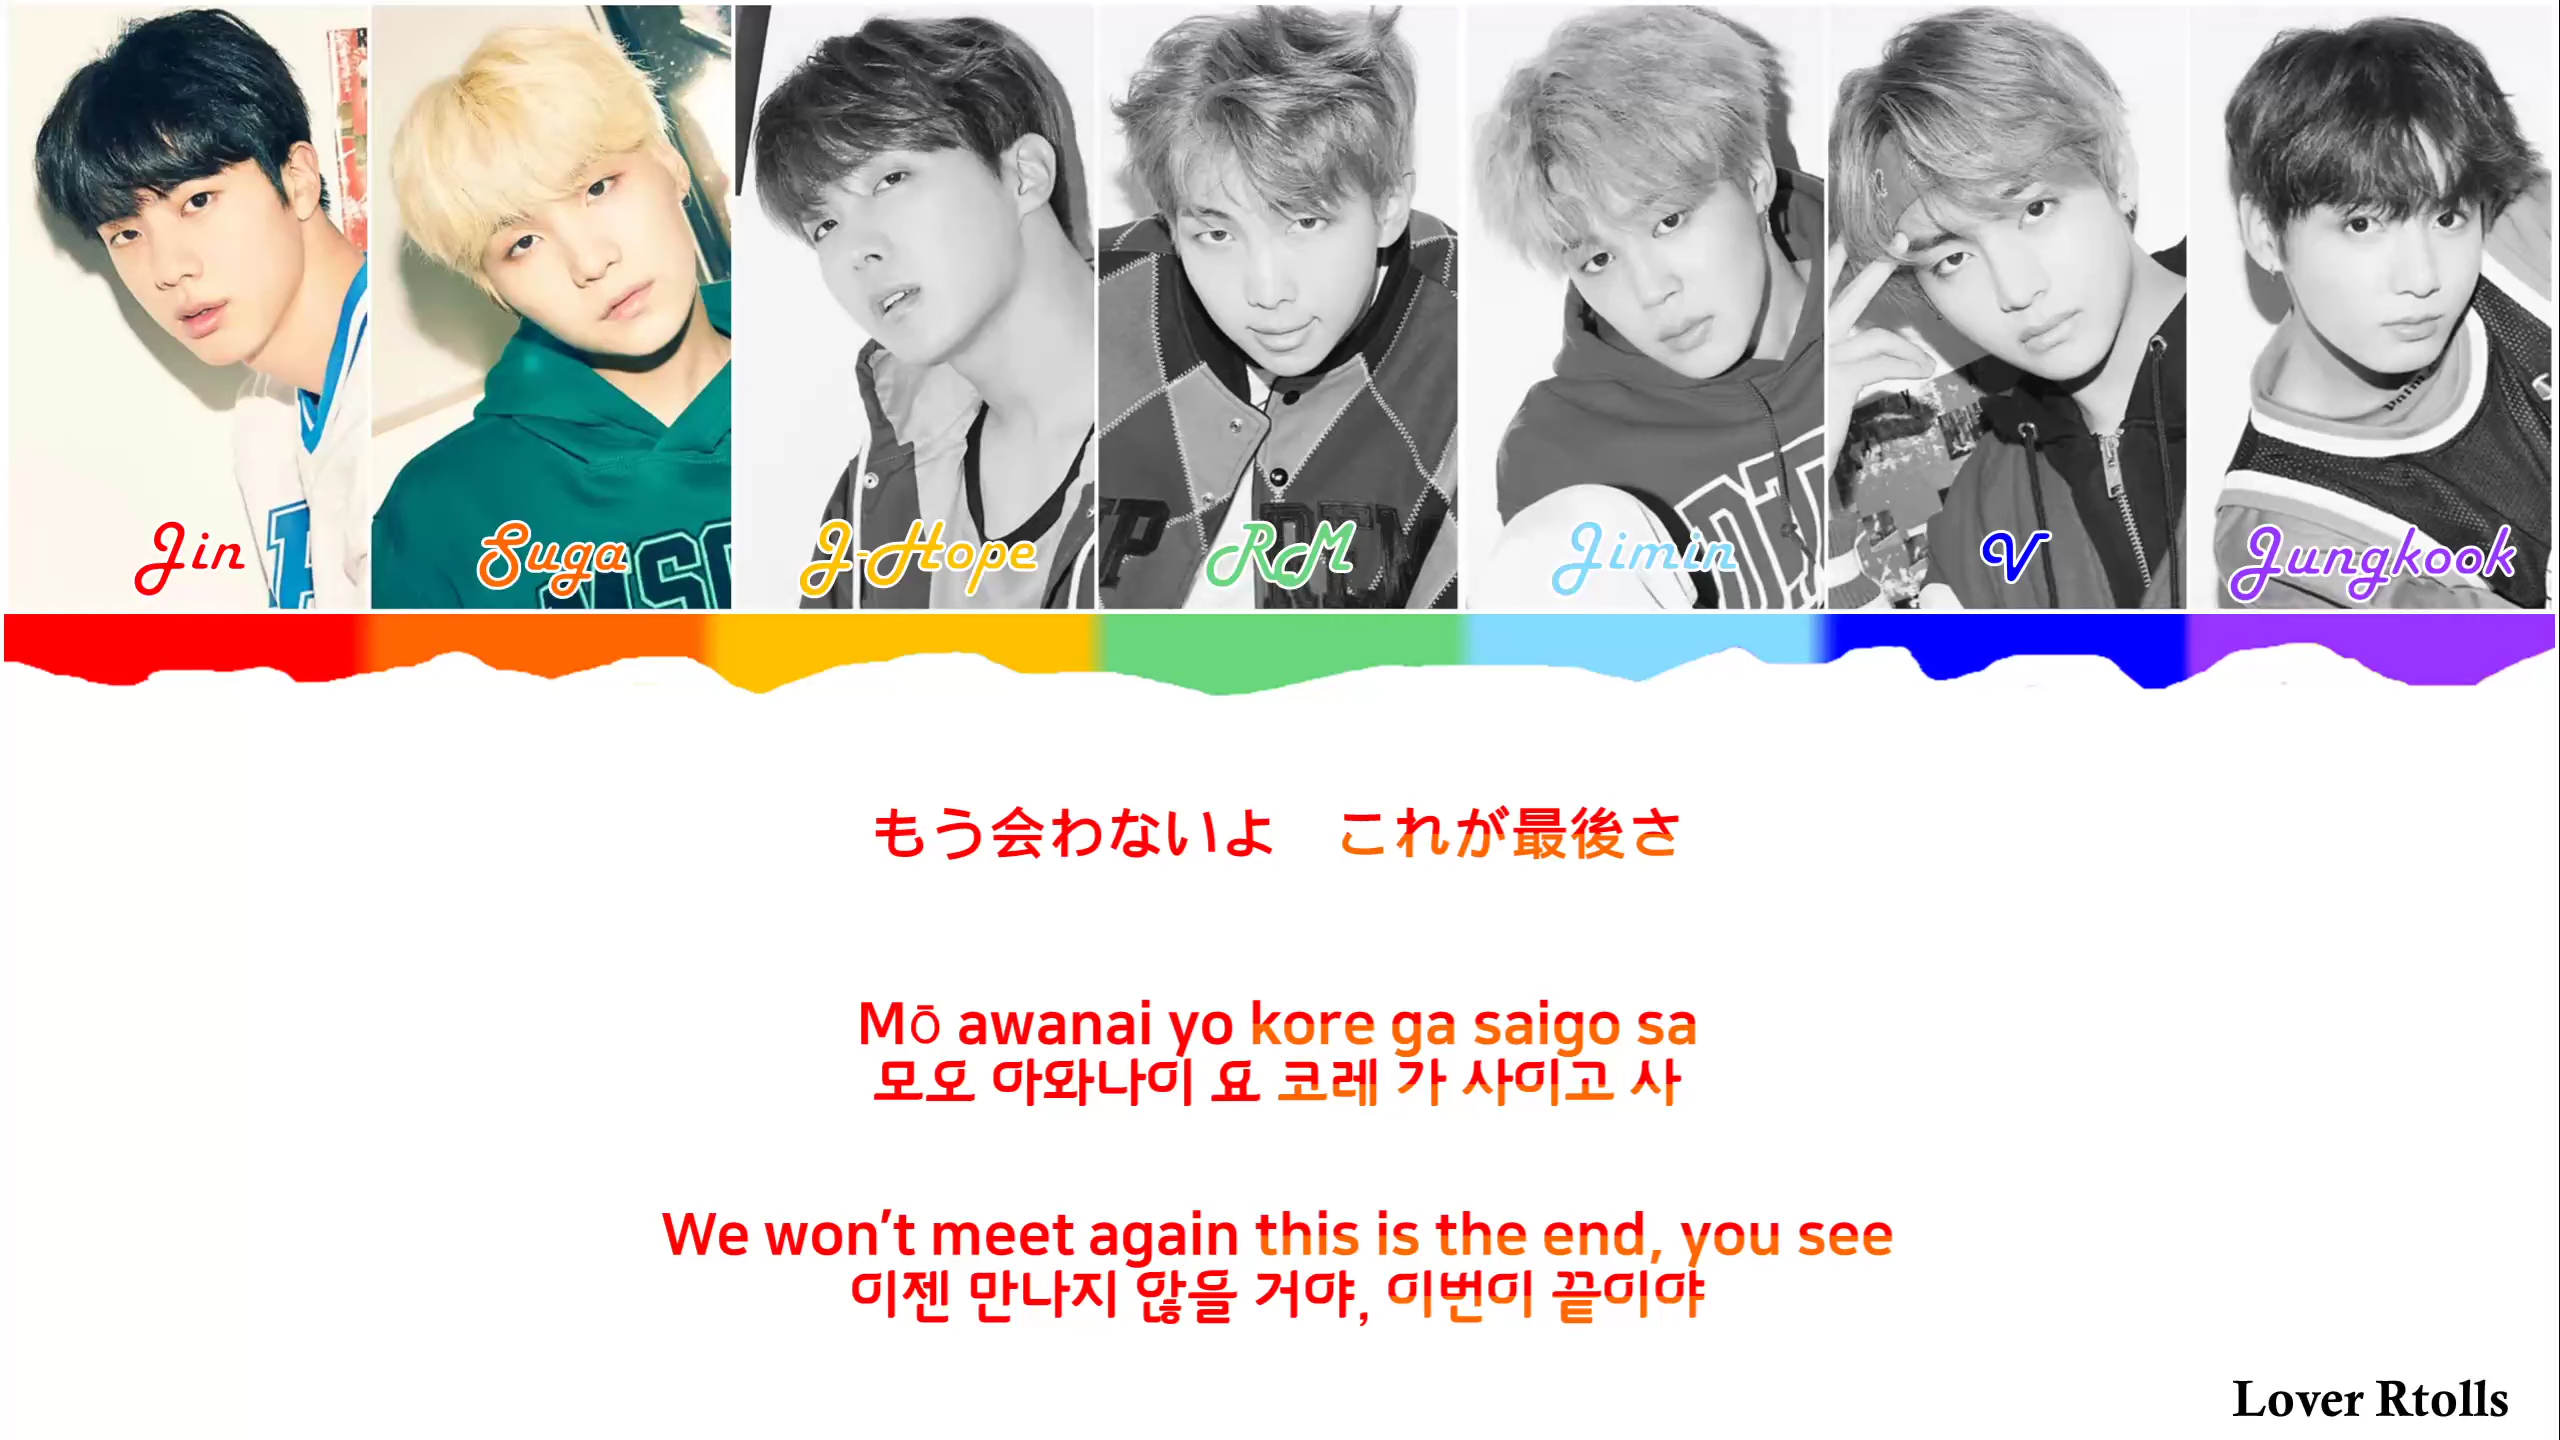 Jin Suga J-Hope RM Jimin V Jungkook
もう会わないよ　これが最後さ
Mō awanai yo kore ga saigo sa
모오 아와나이 요 코레 가 사이고 사
We won't meet again this is the end, you see
이젠 만나지 않을 거야, 이번이 끝이야
Lover Rtolls